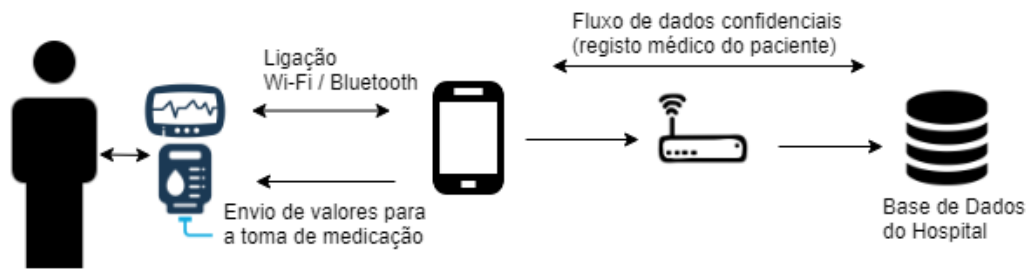 Fluxo de dados confidenciais
(registo médico do paciente)
Ligação
Wi-Fi / Bluetooth
Envio de valores para
a toma de medicação
Base de Dados
do Hospital